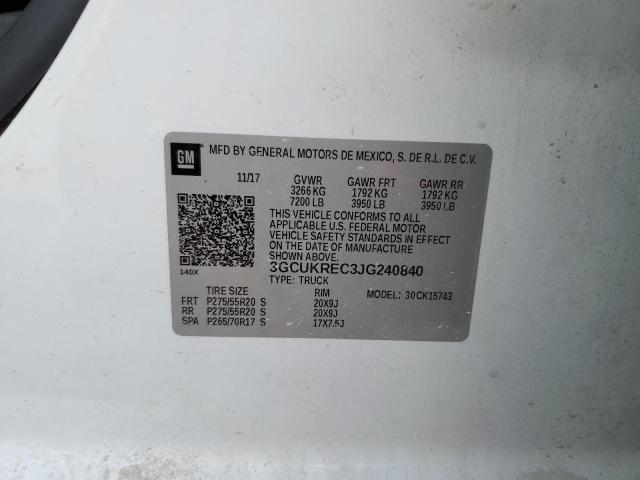 GM MFD BY GENERAL MOTORS DE MEXICO, S. DE R.L. DE C.V.
11/17 GVWR GAWR FRT GAWR RR
3266 KG 1792 KG 1792 KG
7200 LB 3950 LB 3950 LB
THIS VEHICLE CONFORMS TO ALL
APPLICABLE U.S. FEDERAL MOTOR
VEHICLE SAFETY STANDARDS IN EFFECT
ON THE DATE OF MANUFACTURE SHOWN
ABOVE.
3GCUKREC3JG240840
140X TYPE: TRUCK
TIRE SIZE RIM MODEL: 30CK15743
FRT P275/55R20 S 20X9J
RR P275/55R20 S 20X9J
SPA P265/70R17 S 17X7.5J